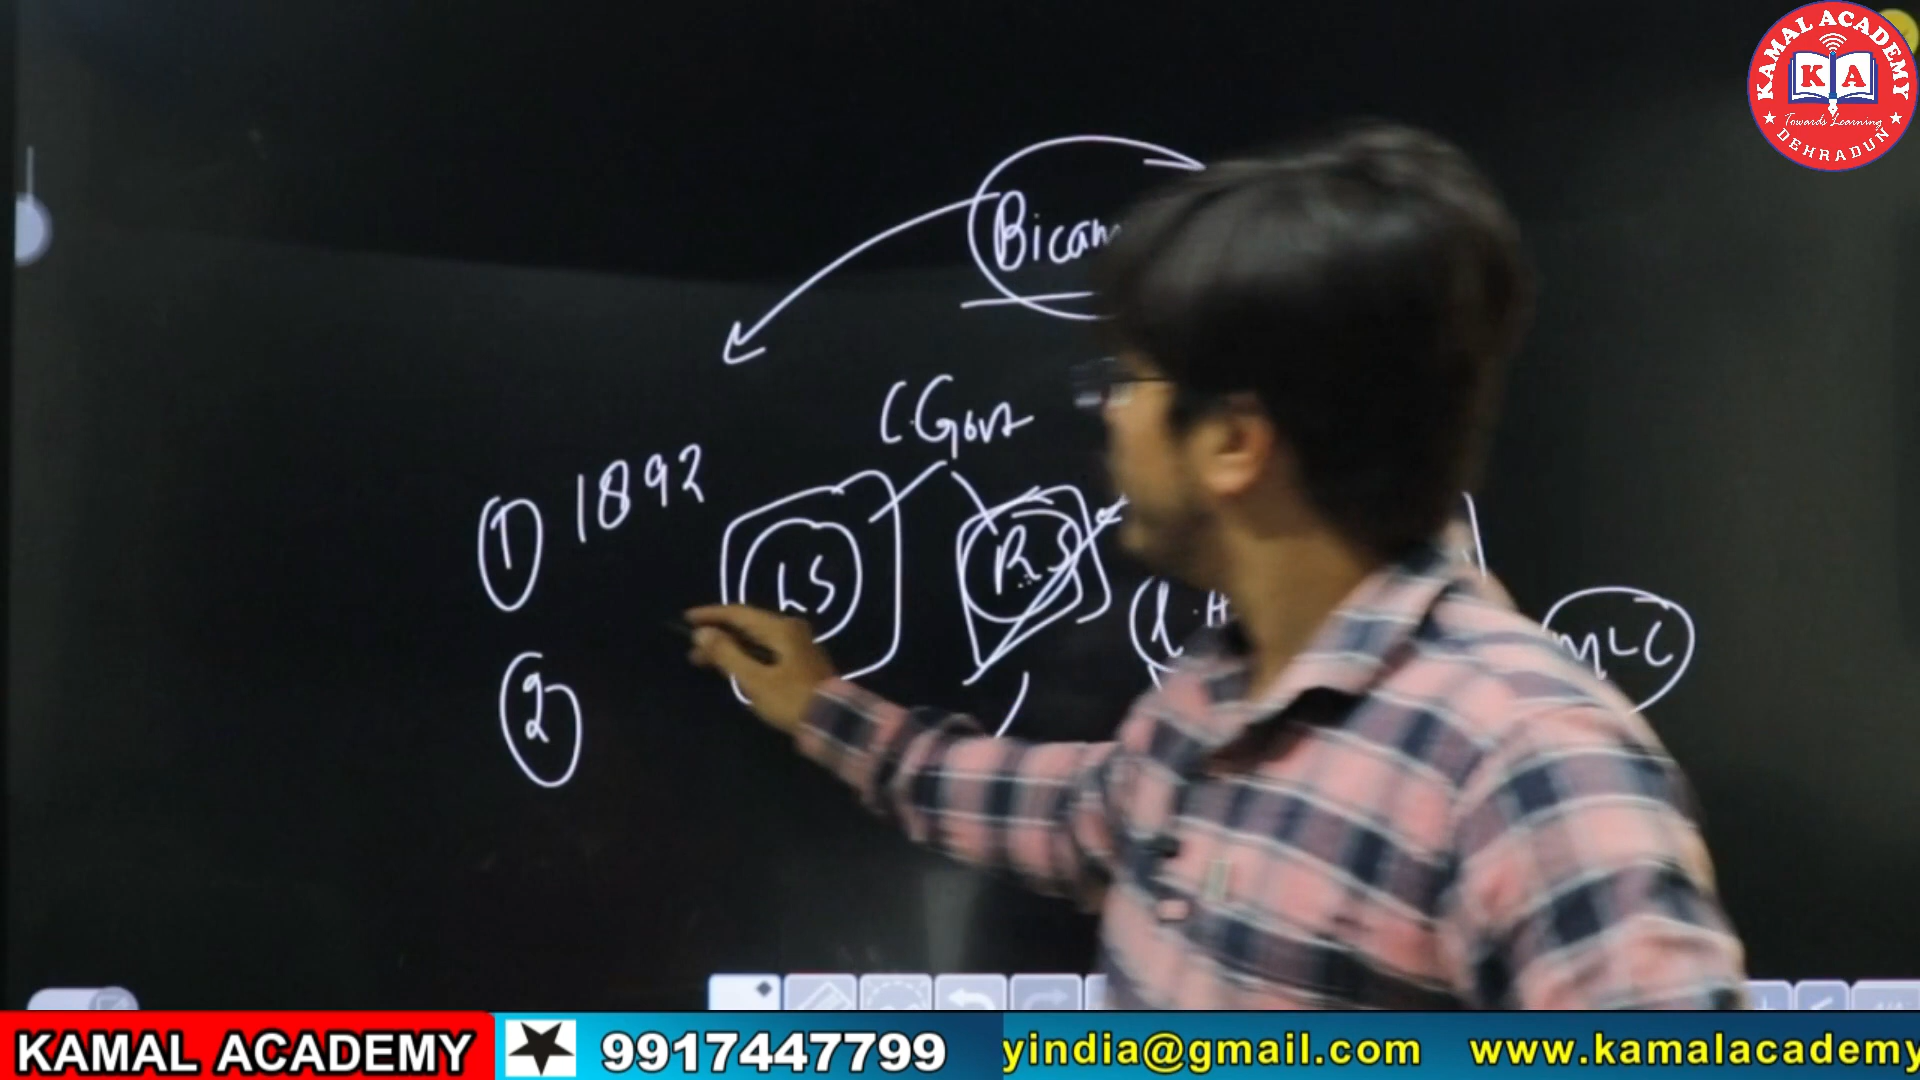 KAMAL ACADEMY
K A
Towards Learning
DEHRADUN
Bicam
C.Govt
① 1892
LS
RS
MLC
②
KAMAL ACADEMY
9917447799
yindia@gmail.com
www.kamalacademy